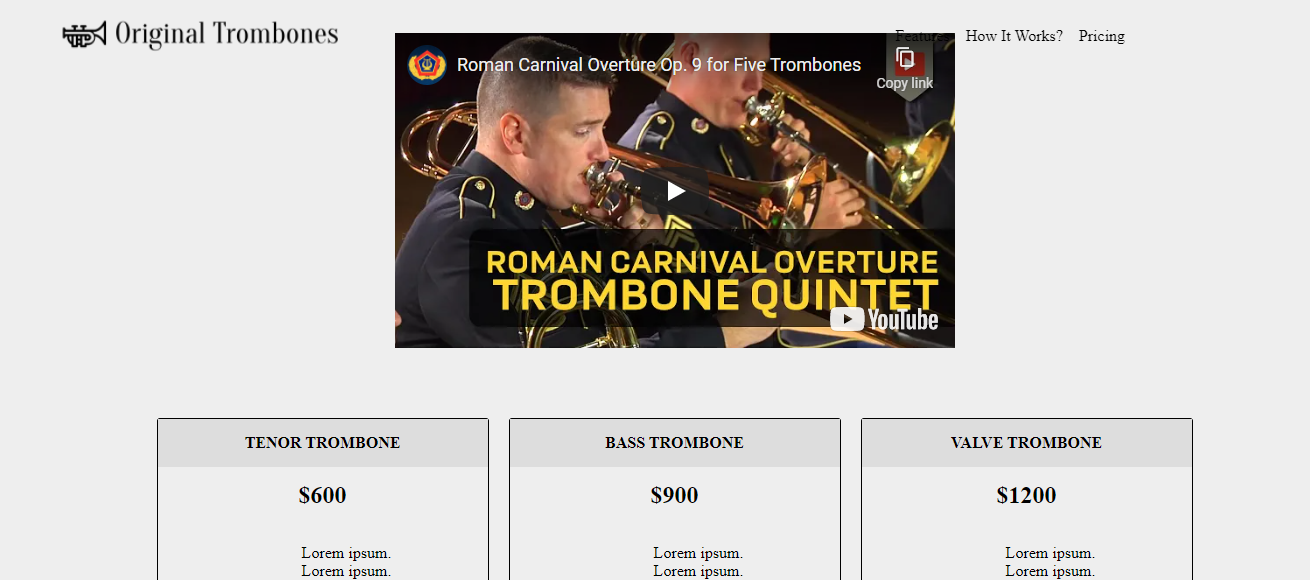 Original Trombones
Features How It Works? Pricing
Roman Carnival Overture Op. 9 for Five Trombones
Copy link
ROMAN CARNIVAL OVERTURE
TROMBONE QUINTET
YouTube
TENOR TROMBONE
$600
Lorem ipsum.
Lorem ipsum.
BASS TROMBONE
$900
Lorem ipsum.
Lorem ipsum.
VALVE TROMBONE
$1200
Lorem ipsum.
Lorem ipsum.